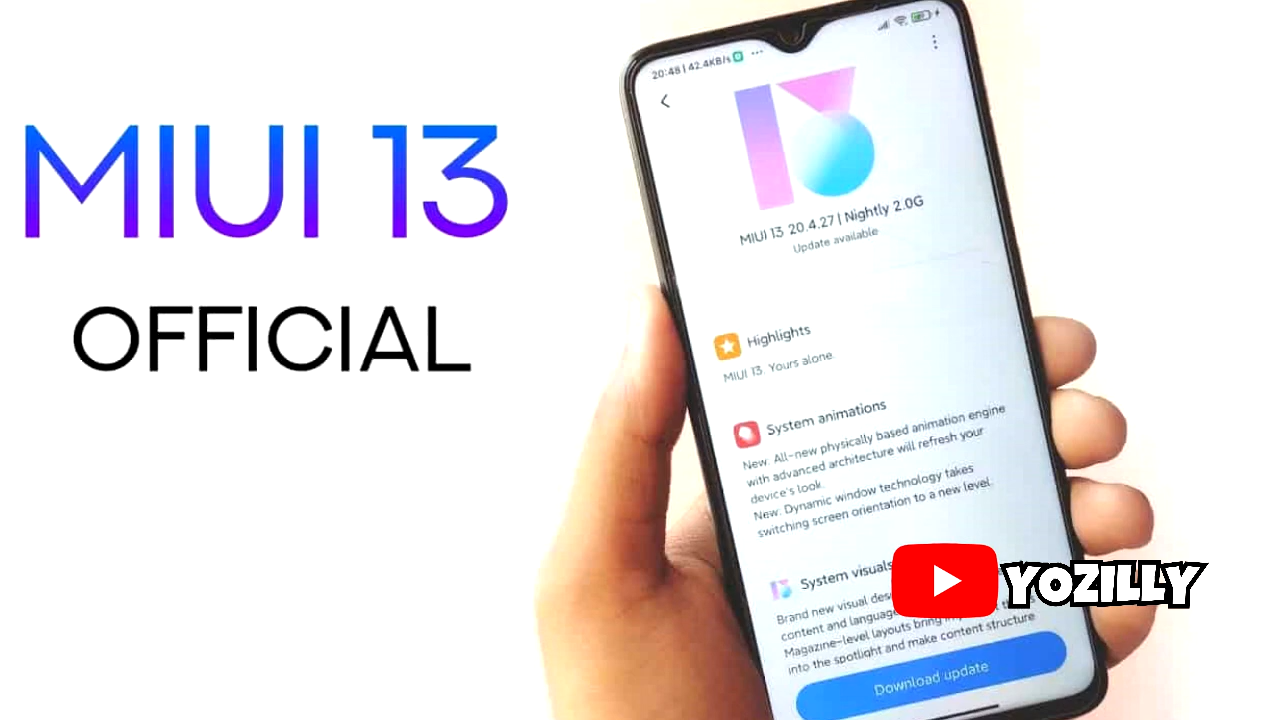 MIUI 13
OFFICIAL
20:48 | 42.4KB/s
MIUI 13 20.4.27 | Nightly 2.0G
Update available
Highlights
MIUI 13. Yours alone.
System animations
New: All-new physically based animation engine
with advanced architecture will refresh your
device's look.
New: Dynamic window technology takes
switching screen orientation to a new level.
System visuals
Brand new visual
content and
Magazine-level layouts bring
into the spotlight and make content structure
Download update
YOZILLY